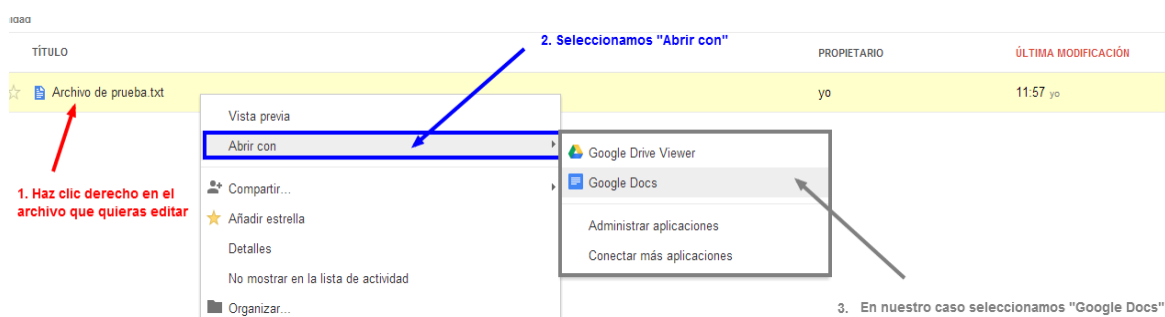 2. Seleccionamos "Abrir con"
TÍTULO
PROPIETARIO
ÚLTIMA MODIFICACIÓN
Archivo de prueba.txt
yo
11:57 yo
Vista previa
Abrir con
Google Drive Viewer
Google Docs
1. Haz clic derecho en el
archivo que quieras editar
Compartir...
Añadir estrella
Administrar aplicaciones
Detalles
Conectar más aplicaciones
No mostrar en la lista de actividad
Organizar...
3. En nuestro caso seleccionamos "Google Docs"